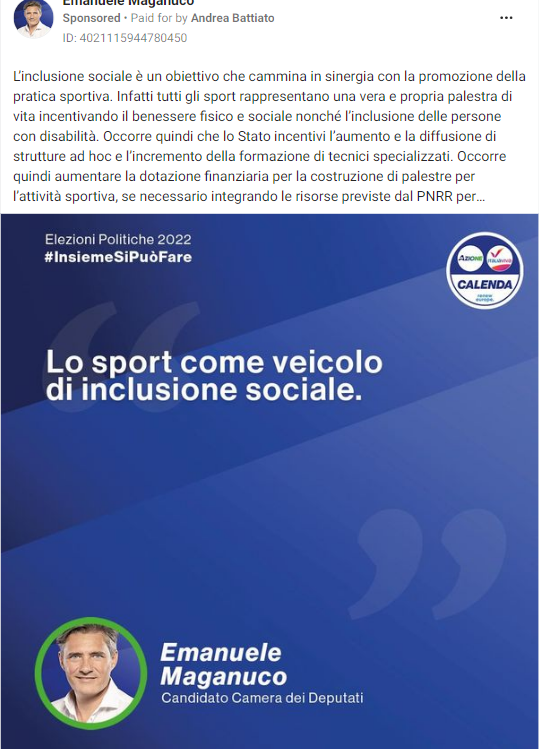 Emanuele Maganuco
Sponsored • Paid for by Andrea Battiato
ID: 4021115944780450
L'inclusione sociale è un obiettivo che cammina in sinergia con la promozione della
pratica sportiva. Infatti tutti gli sport rappresentano una vera e propria palestra di
vita incentivando il benessere fisico e sociale nonché l'inclusione delle persone
con disabilità. Occorre quindi che lo Stato incentivi l'aumento e la diffusione di
strutture ad hoc e l'incremento della formazione di tecnici specializzati. Occorre
quindi aumentare la dotazione finanziaria per la costruzione di palestre per
l'attività sportiva, se necessario integrando le risorse previste dal PNRR per...
Elezioni Politiche 2022
#InsiemeSiPuòFare
AZIONE ITALIAVIVA
CALENDA
renew
europe.
Lo sport come veicolo
di inclusione sociale.
Emanuele
Maganuco
Candidato Camera dei Deputati